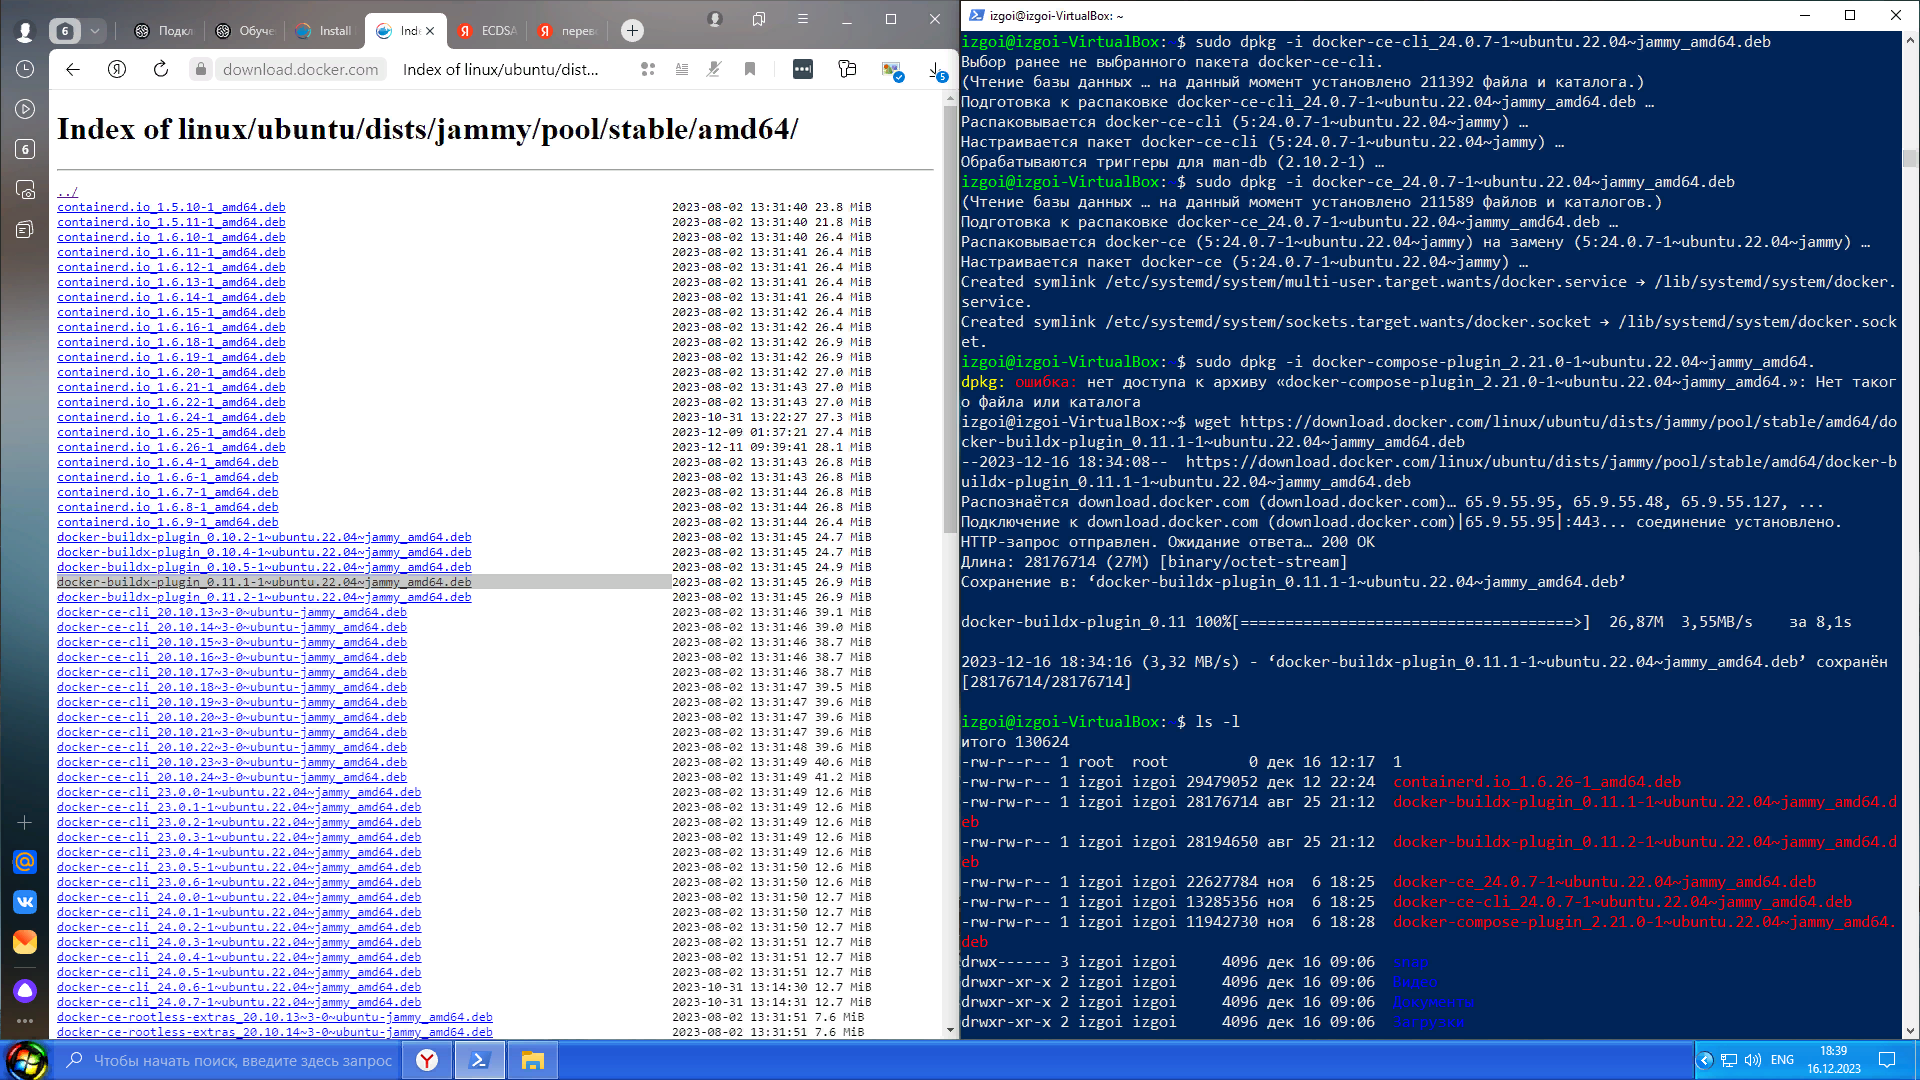 6
Подкл
Обуче
Install
Inde
ECDSA
перев
download.docker.com
Index of linux/ubuntu/dist...
5
6
Index of linux/ubuntu/dists/jammy/pool/stable/amd64/
../
containerd.io_1.5.10-1_amd64.deb 2023-08-02 13:31:40 23.8 MiB
containerd.io_1.5.11-1_amd64.deb 2023-08-02 13:31:40 21.8 MiB
containerd.io_1.6.10-1_amd64.deb 2023-08-02 13:31:40 26.4 MiB
containerd.io_1.6.11-1_amd64.deb 2023-08-02 13:31:41 26.4 MiB
containerd.io_1.6.12-1_amd64.deb 2023-08-02 13:31:41 26.4 MiB
containerd.io_1.6.13-1_amd64.deb 2023-08-02 13:31:41 26.4 MiB
containerd.io_1.6.14-1_amd64.deb 2023-08-02 13:31:41 26.4 MiB
containerd.io_1.6.15-1_amd64.deb 2023-08-02 13:31:42 26.4 MiB
containerd.io_1.6.16-1_amd64.deb 2023-08-02 13:31:42 26.4 MiB
containerd.io_1.6.18-1_amd64.deb 2023-08-02 13:31:42 26.9 MiB
containerd.io_1.6.19-1_amd64.deb 2023-08-02 13:31:42 26.9 MiB
containerd.io_1.6.20-1_amd64.deb 2023-08-02 13:31:42 27.0 MiB
containerd.io_1.6.21-1_amd64.deb 2023-08-02 13:31:43 27.0 MiB
containerd.io_1.6.22-1_amd64.deb 2023-08-02 13:31:43 27.0 MiB
containerd.io_1.6.24-1_amd64.deb 2023-10-31 13:22:27 27.3 MiB
containerd.io_1.6.25-1_amd64.deb 2023-12-09 01:37:21 27.4 MiB
containerd.io_1.6.26-1_amd64.deb 2023-12-11 09:39:41 28.1 MiB
containerd.io_1.6.4-1_amd64.deb 2023-08-02 13:31:43 26.8 MiB
containerd.io_1.6.6-1_amd64.deb 2023-08-02 13:31:43 26.8 MiB
containerd.io_1.6.7-1_amd64.deb 2023-08-02 13:31:44 26.8 MiB
containerd.io_1.6.8-1_amd64.deb 2023-08-02 13:31:44 26.8 MiB
containerd.io_1.6.9-1_amd64.deb 2023-08-02 13:31:44 26.4 MiB
docker-buildx-plugin_0.10.2-1~ubuntu.22.04~jammy_amd64.deb 2023-08-02 13:31:45 24.7 MiB
docker-buildx-plugin_0.10.4-1~ubuntu.22.04~jammy_amd64.deb 2023-08-02 13:31:45 24.7 MiB
docker-buildx-plugin_0.10.5-1~ubuntu.22.04~jammy_amd64.deb 2023-08-02 13:31:45 24.9 MiB
docker-buildx-plugin_0.11.1-1~ubuntu.22.04~jammy_amd64.deb 2023-08-02 13:31:45 26.9 MiB
docker-buildx-plugin_0.11.2-1~ubuntu.22.04~jammy_amd64.deb 2023-08-02 13:31:45 26.9 MiB
docker-ce-cli_20.10.13~3-0~ubuntu-jammy_amd64.deb 2023-08-02 13:31:46 39.1 MiB
docker-ce-cli_20.10.14~3-0~ubuntu-jammy_amd64.deb 2023-08-02 13:31:46 39.0 MiB
docker-ce-cli_20.10.15~3-0~ubuntu-jammy_amd64.deb 2023-08-02 13:31:46 38.7 MiB
docker-ce-cli_20.10.16~3-0~ubuntu-jammy_amd64.deb 2023-08-02 13:31:46 38.7 MiB
docker-ce-cli_20.10.17~3-0~ubuntu-jammy_amd64.deb 2023-08-02 13:31:46 38.7 MiB
docker-ce-cli_20.10.18~3-0~ubuntu-jammy_amd64.deb 2023-08-02 13:31:47 39.5 MiB
docker-ce-cli_20.10.19~3-0~ubuntu-jammy_amd64.deb 2023-08-02 13:31:47 39.6 MiB
docker-ce-cli_20.10.20~3-0~ubuntu-jammy_amd64.deb 2023-08-02 13:31:47 39.6 MiB
docker-ce-cli_20.10.21~3-0~ubuntu-jammy_amd64.deb 2023-08-02 13:31:47 39.6 MiB
docker-ce-cli_20.10.22~3-0~ubuntu-jammy_amd64.deb 2023-08-02 13:31:48 39.6 MiB
docker-ce-cli_20.10.23~3-0~ubuntu-jammy_amd64.deb 2023-08-02 13:31:49 40.6 MiB
docker-ce-cli_20.10.24~3-0~ubuntu-jammy_amd64.deb 2023-08-02 13:31:49 41.2 MiB
docker-ce-cli_23.0.0-1~ubuntu.22.04~jammy_amd64.deb 2023-08-02 13:31:49 12.6 MiB
docker-ce-cli_23.0.1-1~ubuntu.22.04~jammy_amd64.deb 2023-08-02 13:31:49 12.6 MiB
docker-ce-cli_23.0.2-1~ubuntu.22.04~jammy_amd64.deb 2023-08-02 13:31:49 12.6 MiB
docker-ce-cli_23.0.3-1~ubuntu.22.04~jammy_amd64.deb 2023-08-02 13:31:49 12.6 MiB
docker-ce-cli_23.0.4-1~ubuntu.22.04~jammy_amd64.deb 2023-08-02 13:31:49 12.6 MiB
docker-ce-cli_23.0.5-1~ubuntu.22.04~jammy_amd64.deb 2023-08-02 13:31:50 12.6 MiB
docker-ce-cli_23.0.6-1~ubuntu.22.04~jammy_amd64.deb 2023-08-02 13:31:50 12.6 MiB
docker-ce-cli_24.0.0-1~ubuntu.22.04~jammy_amd64.deb 2023-08-02 13:31:50 12.7 MiB
docker-ce-cli_24.0.1-1~ubuntu.22.04~jammy_amd64.deb 2023-08-02 13:31:50 12.7 MiB
docker-ce-cli_24.0.2-1~ubuntu.22.04~jammy_amd64.deb 2023-08-02 13:31:50 12.7 MiB
docker-ce-cli_24.0.3-1~ubuntu.22.04~jammy_amd64.deb 2023-08-02 13:31:51 12.7 MiB
docker-ce-cli_24.0.4-1~ubuntu.22.04~jammy_amd64.deb 2023-08-02 13:31:51 12.7 MiB
docker-ce-cli_24.0.5-1~ubuntu.22.04~jammy_amd64.deb 2023-08-02 13:31:51 12.7 MiB
docker-ce-cli_24.0.6-1~ubuntu.22.04~jammy_amd64.deb 2023-10-31 13:14:30 12.7 MiB
docker-ce-cli_24.0.7-1~ubuntu.22.04~jammy_amd64.deb 2023-10-31 13:14:31 12.7 MiB
docker-ce-rootless-extras_20.10.13~3-0~ubuntu-jammy_amd64.deb 2023-08-02 13:31:51 7.6 MiB
docker-ce-rootless-extras_20.10.14~3-0~ubuntu-jammy_amd64.deb 2023-08-02 13:31:51 7.6 MiB
izgoi@izgoi-VirtualBox: ~
izgoi@izgoi-VirtualBox: $ sudo dpkg -i docker-ce-cli_24.0.7-1~ubuntu.22.04~jammy_amd64.deb
Выбор ранее не выбранного пакета docker-ce-cli.
(Чтение базы данных … на данный момент установлено 211392 файла и каталога.)
Подготовка к распаковке docker-ce-cli_24.0.7-1~ubuntu.22.04~jammy_amd64.deb …
Распаковывается docker-ce-cli (5:24.0.7-1~ubuntu.22.04~jammy) …
Настраивается пакет docker-ce-cli (5:24.0.7-1~ubuntu.22.04~jammy) …
Обрабатываются триггеры для man-db (2.10.2-1) …
izgoi@izgoi-VirtualBox: $ sudo dpkg -i docker-ce_24.0.7-1~ubuntu.22.04~jammy_amd64.deb
(Чтение базы данных … на данный момент установлено 211589 файлов и каталогов.)
Подготовка к распаковке docker-ce_24.0.7-1~ubuntu.22.04~jammy_amd64.deb …
Распаковывается docker-ce (5:24.0.7-1~ubuntu.22.04~jammy) на замену (5:24.0.7-1~ubuntu.22.04~jammy) …
Настраивается пакет docker-ce (5:24.0.7-1~ubuntu.22.04~jammy) …
Created symlink /etc/systemd/system/multi-user.target.wants/docker.service → /lib/systemd/system/docker.
service.
Created symlink /etc/systemd/system/sockets.target.wants/docker.socket → /lib/systemd/system/docker.sock
et.
izgoi@izgoi-VirtualBox: $ sudo dpkg -i docker-compose-plugin_2.21.0-1~ubuntu.22.04~jammy_amd64.
dpkg: ошибка: нет доступа к архиву «docker-compose-plugin_2.21.0-1~ubuntu.22.04~jammy_amd64.»: Нет таког
о файла или каталога
izgoi@izgoi-VirtualBox:~$ wget https://download.docker.com/linux/ubuntu/dists/jammy/pool/stable/amd64/do
cker-buildx-plugin_0.11.1-1~ubuntu.22.04~jammy_amd64.deb
--2023-12-16 18:34:08-- https://download.docker.com/linux/ubuntu/dists/jammy/pool/stable/amd64/docker-b
uildx-plugin_0.11.1-1~ubuntu.22.04~jammy_amd64.deb
Распознаётся download.docker.com (download.docker.com)… 65.9.55.95, 65.9.55.48, 65.9.55.127, ...
Подключение к download.docker.com (download.docker.com)|65.9.55.95|:443... соединение установлено.
HTTP-запрос отправлен. Ожидание ответа… 200 OK
Длина: 28176714 (27M) [binary/octet-stream]
Сохранение в: ‘docker-buildx-plugin_0.11.1-1~ubuntu.22.04~jammy_amd64.deb’
docker-buildx-plugin_0.11 100%[=====================================>] 26,87M 3,55MB/s за 8,1s
2023-12-16 18:34:16 (3,32 MB/s) - ‘docker-buildx-plugin_0.11.1-1~ubuntu.22.04~jammy_amd64.deb’ сохранён
[28176714/28176714]
izgoi@izgoi-VirtualBox: $ ls -l
итого 130624
-rw-r--r-- 1 root root 0 дек 16 12:17 1
-rw-rw-r-- 1 izgoi izgoi 29479052 дек 12 22:24 containerd.io_1.6.26-1_amd64.deb
-rw-rw-r-- 1 izgoi izgoi 28176714 авг 25 21:12 docker-buildx-plugin_0.11.1-1~ubuntu.22.04~jammy_amd64.d
eb
-rw-rw-r-- 1 izgoi izgoi 28194650 авг 25 21:12 docker-buildx-plugin_0.11.2-1~ubuntu.22.04~jammy_amd64.d
eb
-rw-rw-r-- 1 izgoi izgoi 22627784 ноя 6 18:25 docker-ce_24.0.7-1~ubuntu.22.04~jammy_amd64.deb
-rw-rw-r-- 1 izgoi izgoi 13285356 ноя 6 18:25 docker-ce-cli_24.0.7-1~ubuntu.22.04~jammy_amd64.deb
-rw-rw-r-- 1 izgoi izgoi 11942730 ноя 6 18:28 docker-compose-plugin_2.21.0-1~ubuntu.22.04~jammy_amd64.
deb
drwx------ 3 izgoi izgoi 4096 дек 16 09:06 snap
drwxr-xr-x 2 izgoi izgoi 4096 дек 16 09:06 Видео
drwxr-xr-x 2 izgoi izgoi 4096 дек 16 09:06 Документы
drwxr-xr-x 2 izgoi izgoi 4096 дек 16 09:06 Загрузки
Чтобы начать поиск, введите здесь запрос
ENG
18:39
16.12.2023